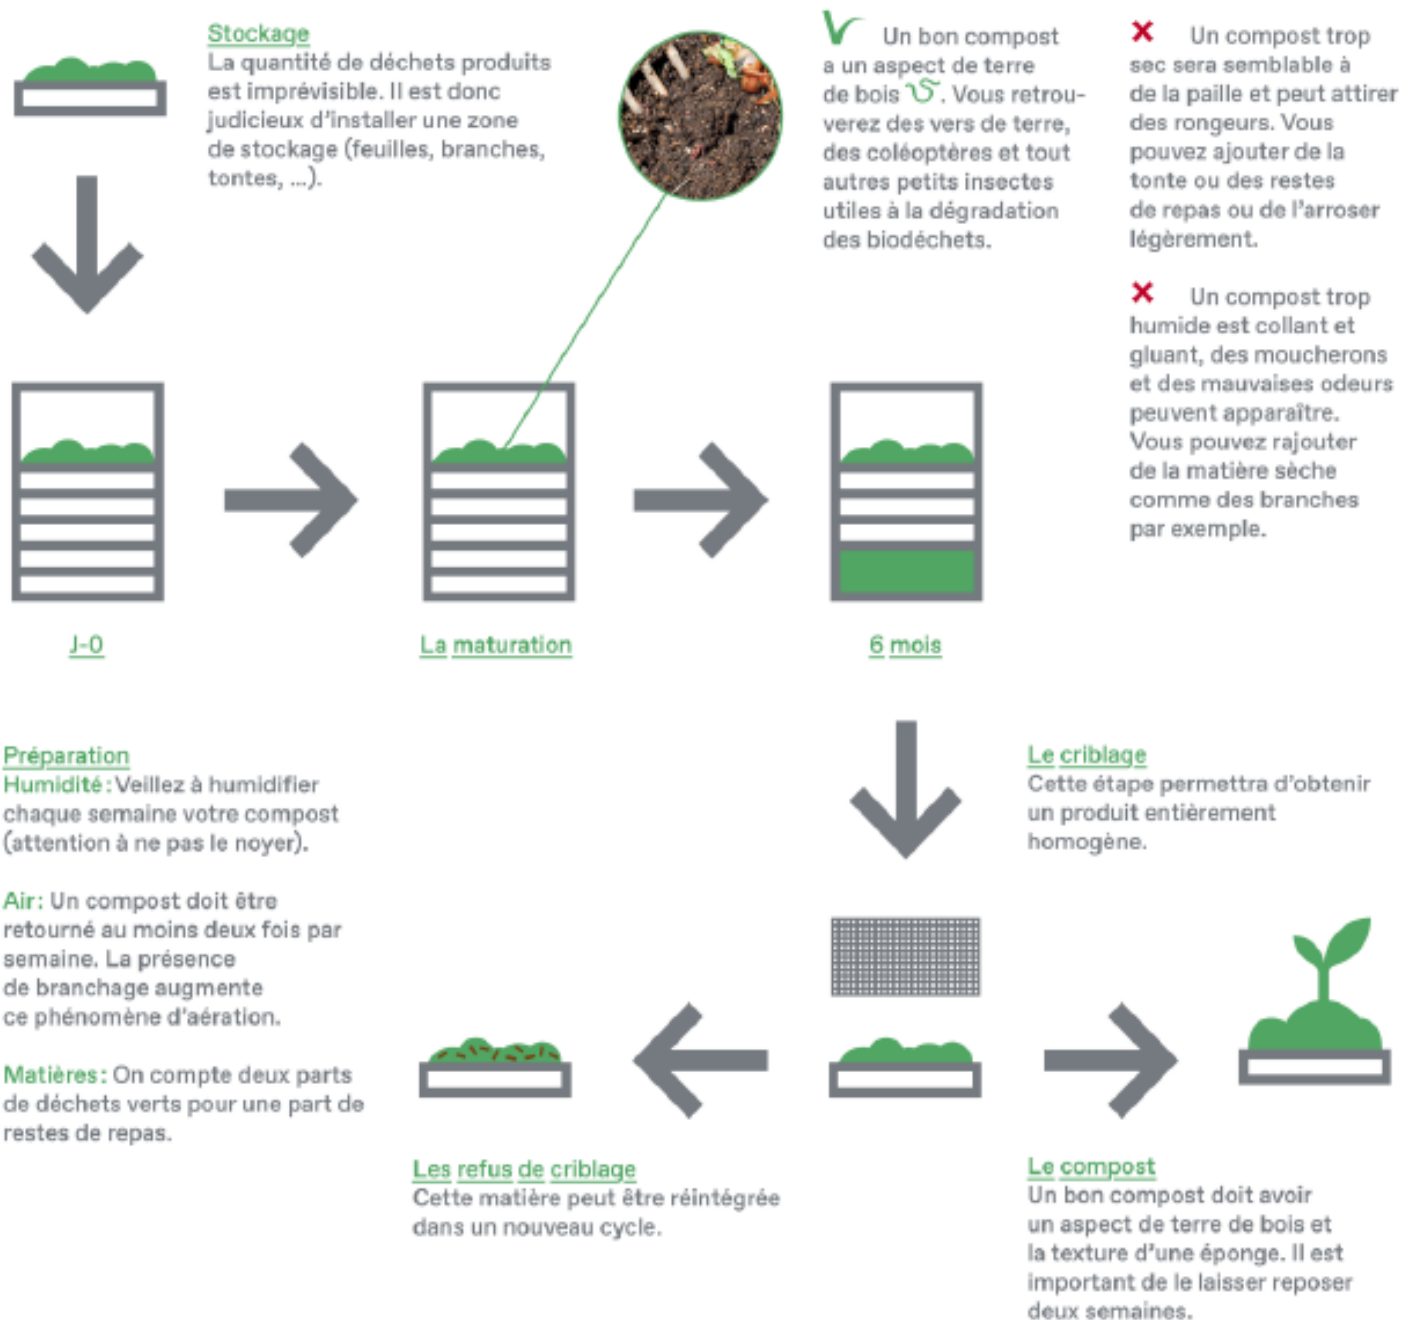 Stockage
La quantité de déchets produits
est imprévisible. Il est donc
judicieux d'installer une zone
de stockage (feuilles, branches,
tontes, ...).
Un bon compost
a un aspect de terre
de bois . Vous retrou-
verez des vers de terre,
des coléoptères et tout
autres petits insectes
utiles à la dégradation
des biodéchets.
Un compost trop
sec sera semblable à
de la paille et peut attirer
des rongeurs. Vous
pouvez ajouter de la
tonte ou des restes
de repas ou de l'arroser
légèrement.
Un compost trop
humide est collant et
gluant, des moucherons
et des mauvaises odeurs
peuvent apparaître.
Vous pouvez rajouter
de la matière sèche
comme des branches
par exemple.
J-0
La maturation
6 mois
Préparation
Humidité : Veillez à humidifier
chaque semaine votre compost
(attention à ne pas le noyer).
Air : Un compost doit être
retourné au moins deux fois par
semaine. La présence
de branchage augmente
ce phénomène d'aération.
Matières : On compte deux parts
de déchets verts pour une part de
restes de repas.
Le criblage
Cette étape permettra d'obtenir
un produit entièrement
homogène.
Les refus de criblage
Cette matière peut être réintégrée
dans un nouveau cycle.
Le compost
Un bon compost doit avoir
un aspect de terre de bois et
la texture d'une éponge. Il est
important de le laisser reposer
deux semaines.